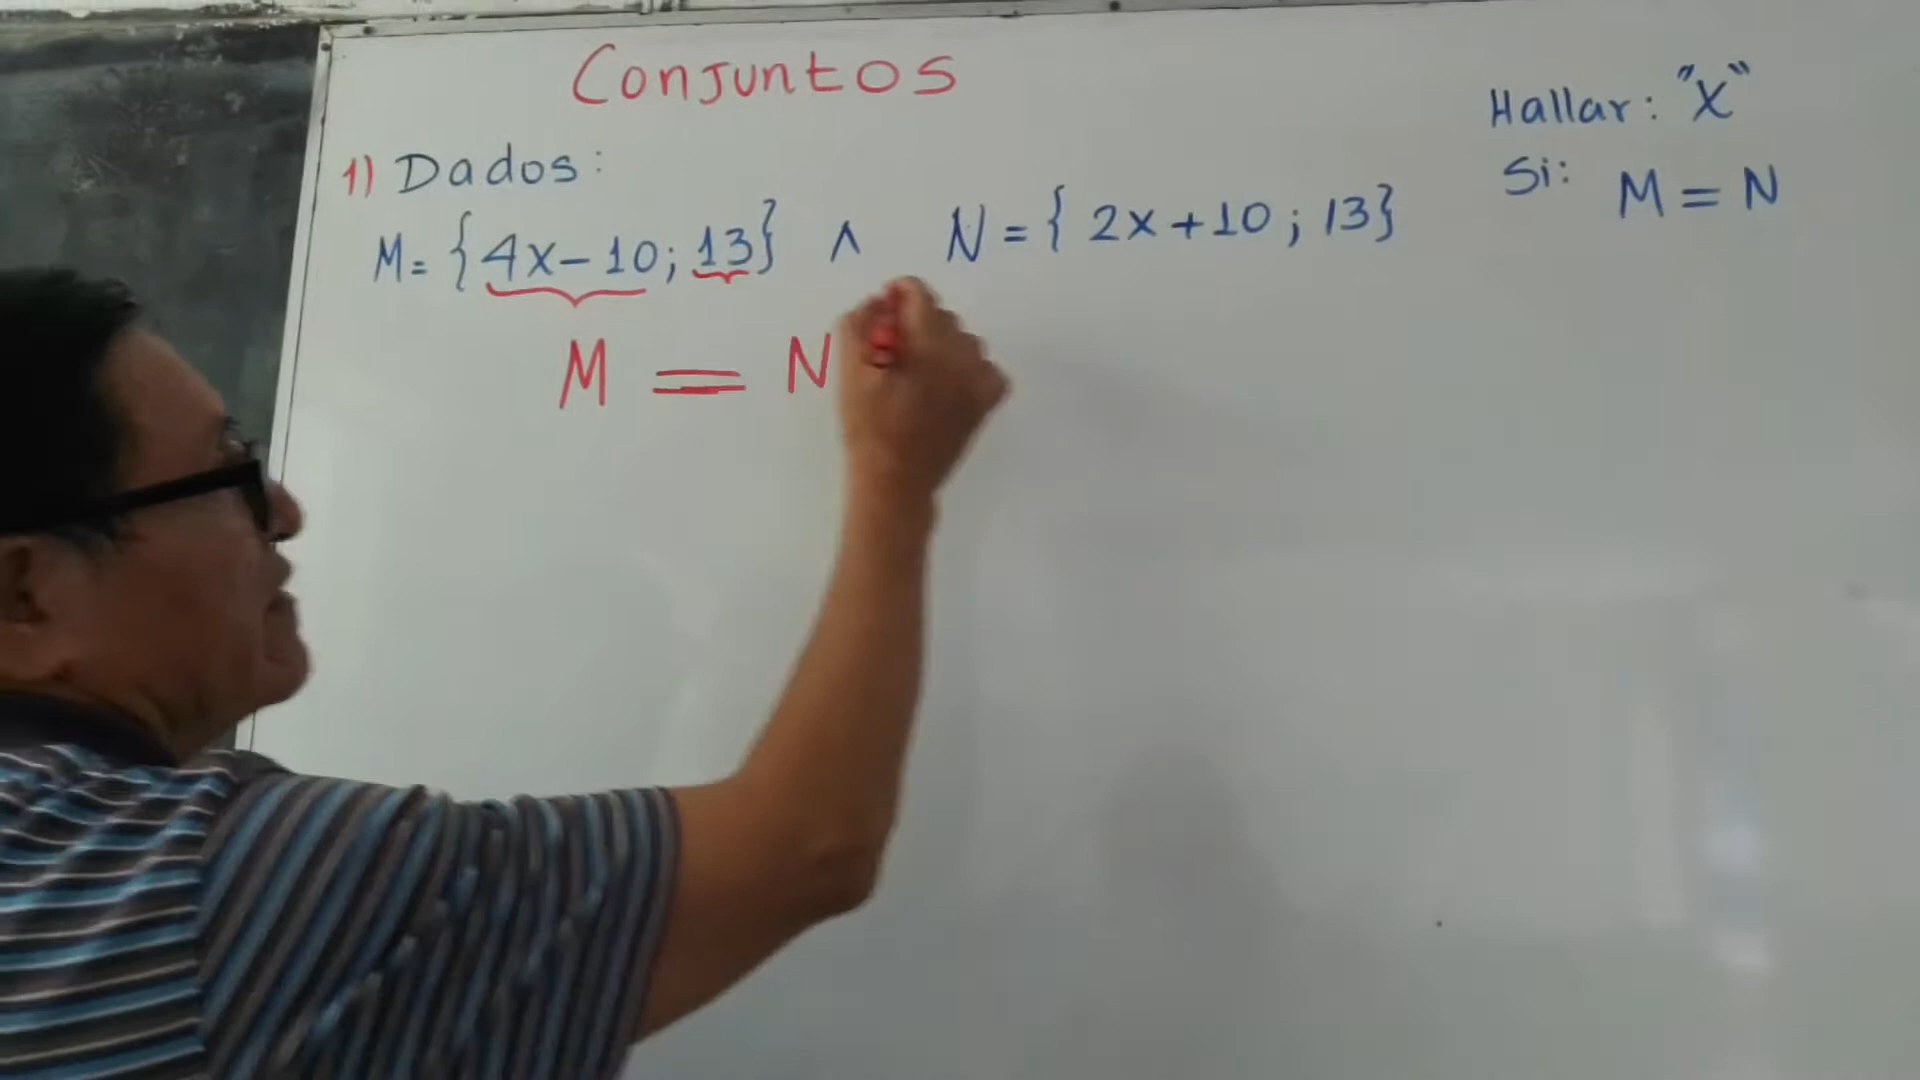 Conjuntos
Hallar: "X"
Si: M = N
1) Dados:
M = {4x-10; 13} ∧ N = {2x+10; 13}
M = N